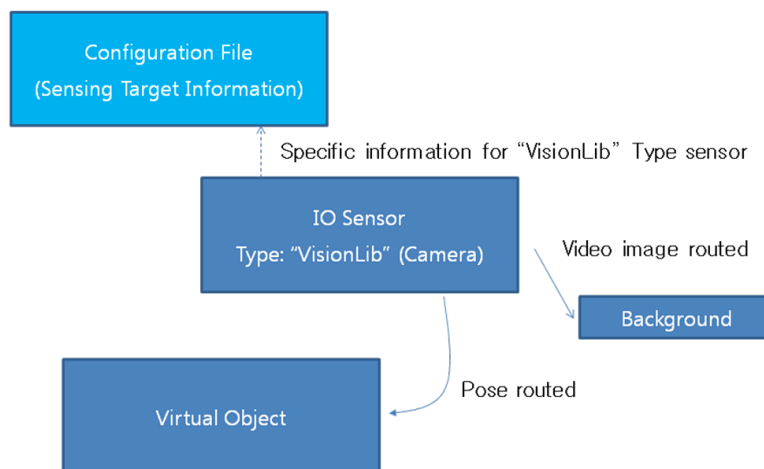 Configuration File
(Sensing Target Information)
Specific information for “VisionLib” Type sensor
IO Sensor
Type: “VisionLib” (Camera)
Video image routed
Background
Pose routed
Virtual Object